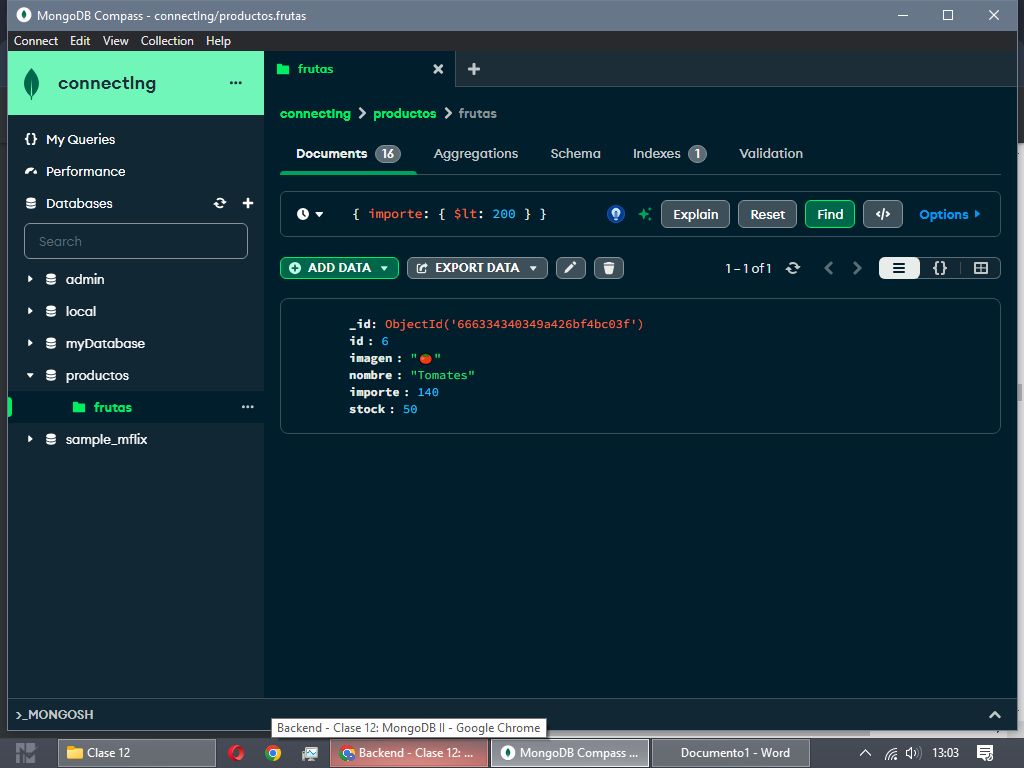 MongoDB Compass - connectIng/productos.frutas
Connect Edit View Collection Help
connectIng
My Queries
Performance
Databases
Search
admin
local
myDatabase
productos
frutas
sample_mflix
frutas
connectIng > productos > frutas
Documents 16 Aggregations Schema Indexes 1 Validation
{ importe: { $lt: 200 } }
Explain Reset Find </> Options
ADD DATA EXPORT DATA 1 – 1 of 1 {}
_id: ObjectId('666334340349a426bf4bc03f')
id : 6
imagen : "🍅"
nombre : "Tomates"
importe : 140
stock : 50
>_MONGOSH
Backend - Clase 12: MongoDB II - Google Chrome
Clase 12
Backend - Clase 12: ...
MongoDB Compass ...
Documento1 - Word
13:03